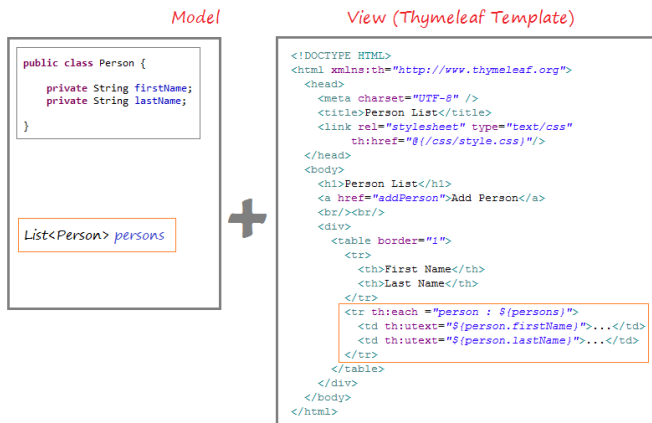 Model
public class Person {
private String firstName;
private String lastName;
}
List<Person> persons
View (Thymeleaf Template)
<!DOCTYPE HTML>
<html xmlns:th="http://www.thymeleaf.org">
<head>
<meta charset="UTF-8" />
<title>Person List</title>
<link rel="stylesheet" type="text/css"
th:href="@{/css/style.css}"/>
</head>
<body>
<h1>Person List</h1>
<a href="addPerson">Add Person</a>
<br/><br/>
<div>
<table border="1">
<tr>
<th>First Name</th>
<th>Last Name</th>
</tr>
<tr th:each ="person : ${persons}">
<td th:utext="${person.firstName}">...</td>
<td th:utext="${person.lastName}">...</td>
</tr>
</table>
</div>
</body>
</html>